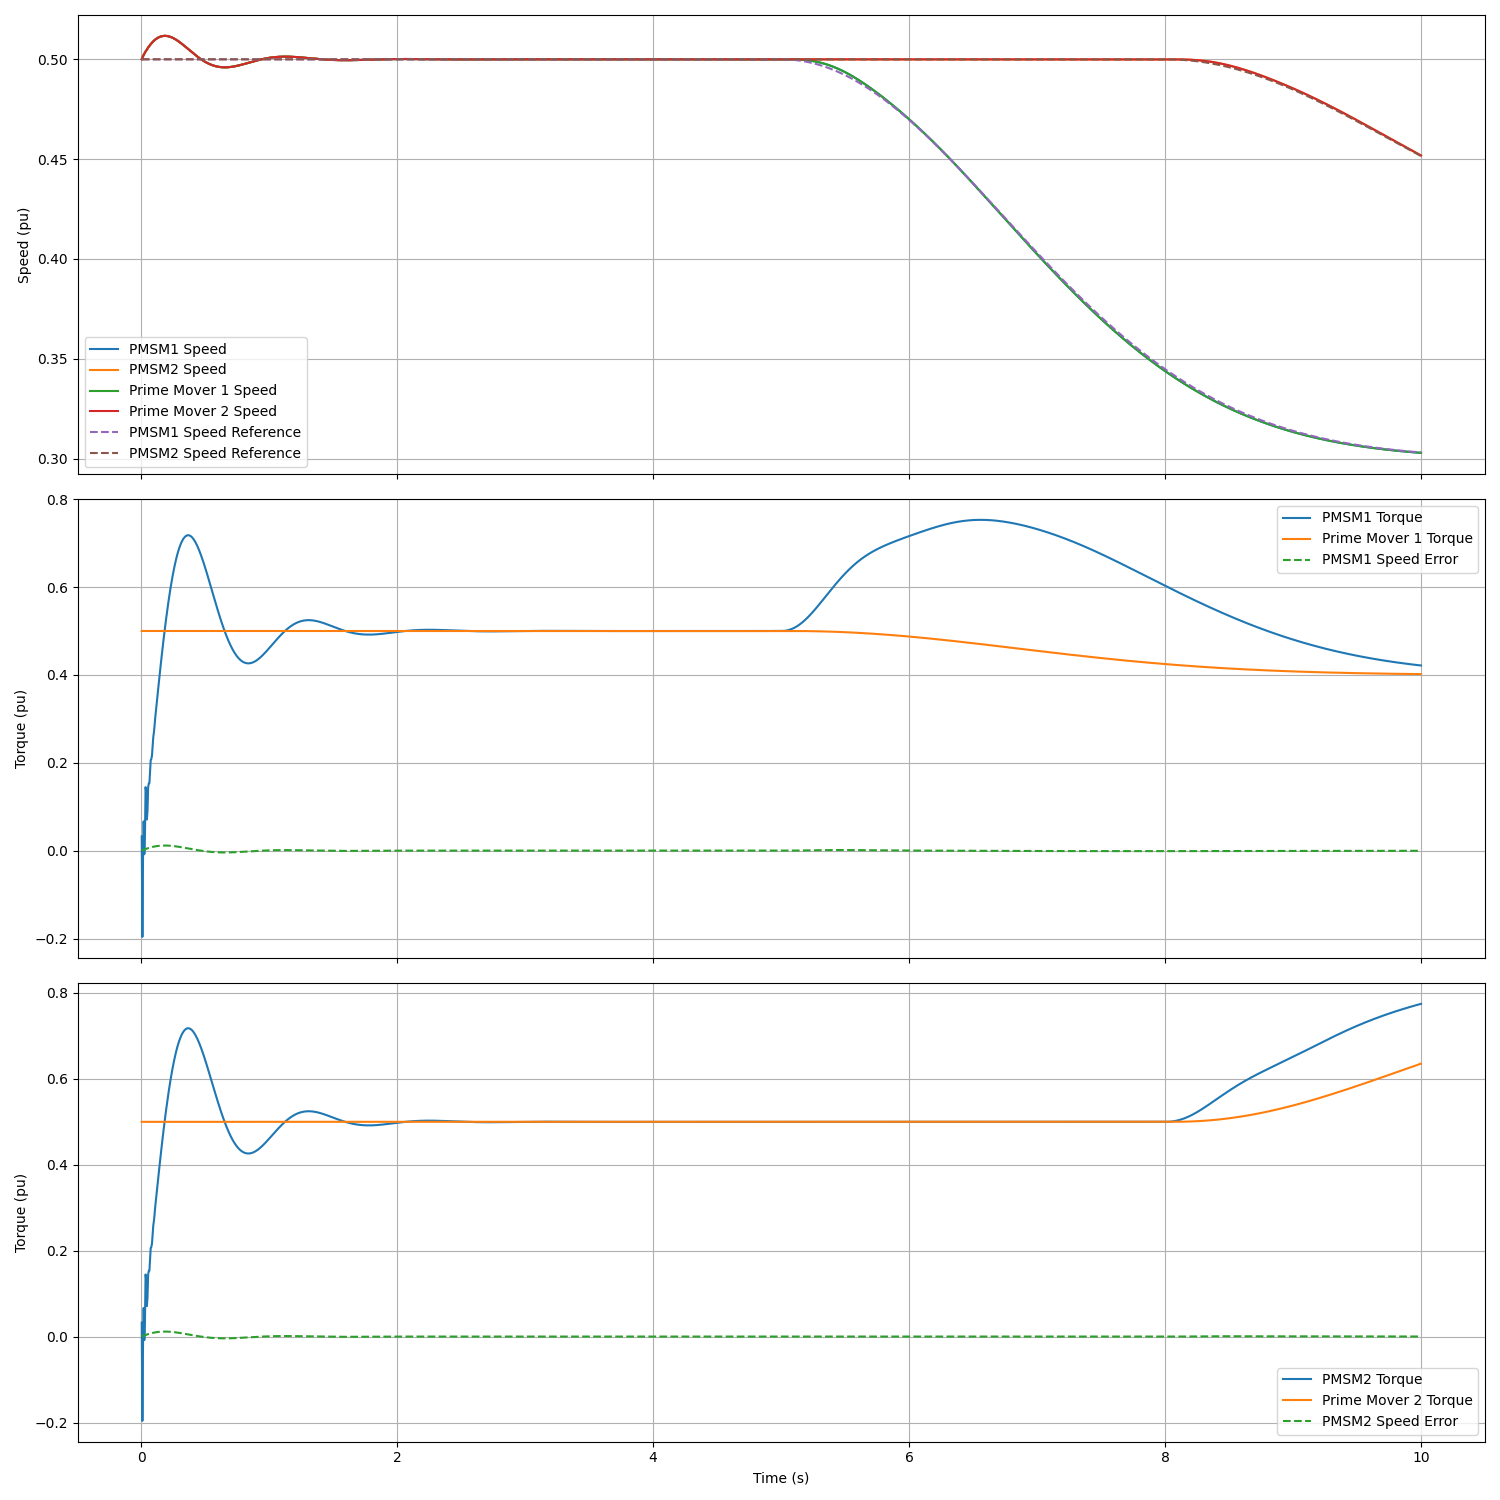 0.50
0.45
0.40
0.35
0.30
Speed (pu)
PMSM1 Speed
PMSM2 Speed
Prime Mover 1 Speed
Prime Mover 2 Speed
PMSM1 Speed Reference
PMSM2 Speed Reference
0.8
0.6
0.4
0.2
0.0
−0.2
Torque (pu)
PMSM1 Torque
Prime Mover 1 Torque
PMSM1 Speed Error
0.8
0.6
0.4
0.2
0.0
−0.2
Torque (pu)
PMSM2 Torque
Prime Mover 2 Torque
PMSM2 Speed Error
0 2 4 6 8 10
Time (s)